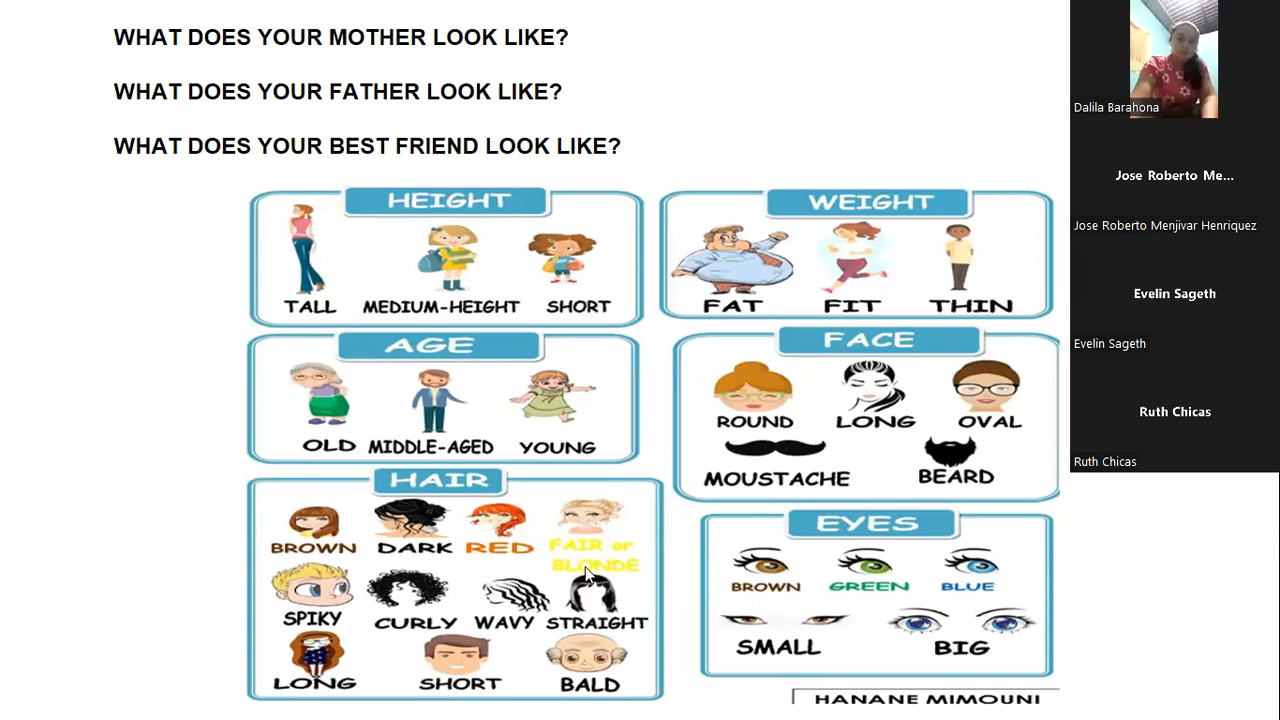 WHAT DOES YOUR MOTHER LOOK LIKE?
WHAT DOES YOUR FATHER LOOK LIKE?
WHAT DOES YOUR BEST FRIEND LOOK LIKE?
HEIGHT
TALL MEDIUM-HEIGHT SHORT
WEIGHT
FAT FIT THIN
AGE
OLD MIDDLE-AGED YOUNG
FACE
ROUND LONG OVAL
MOUSTACHE BEARD
HAIR
BROWN DARK RED FAIR or
BLONDE
SPIKY CURLY WAVY STRAIGHT
LONG SHORT BALD
EYES
BROWN GREEN BLUE
SMALL BIG
HANANE MIMOUNI
Dalila Barahona
Jose Roberto Me...
Jose Roberto Menjivar Henriquez
Evelin Sageth
Evelin Sageth
Ruth Chicas
Ruth Chicas